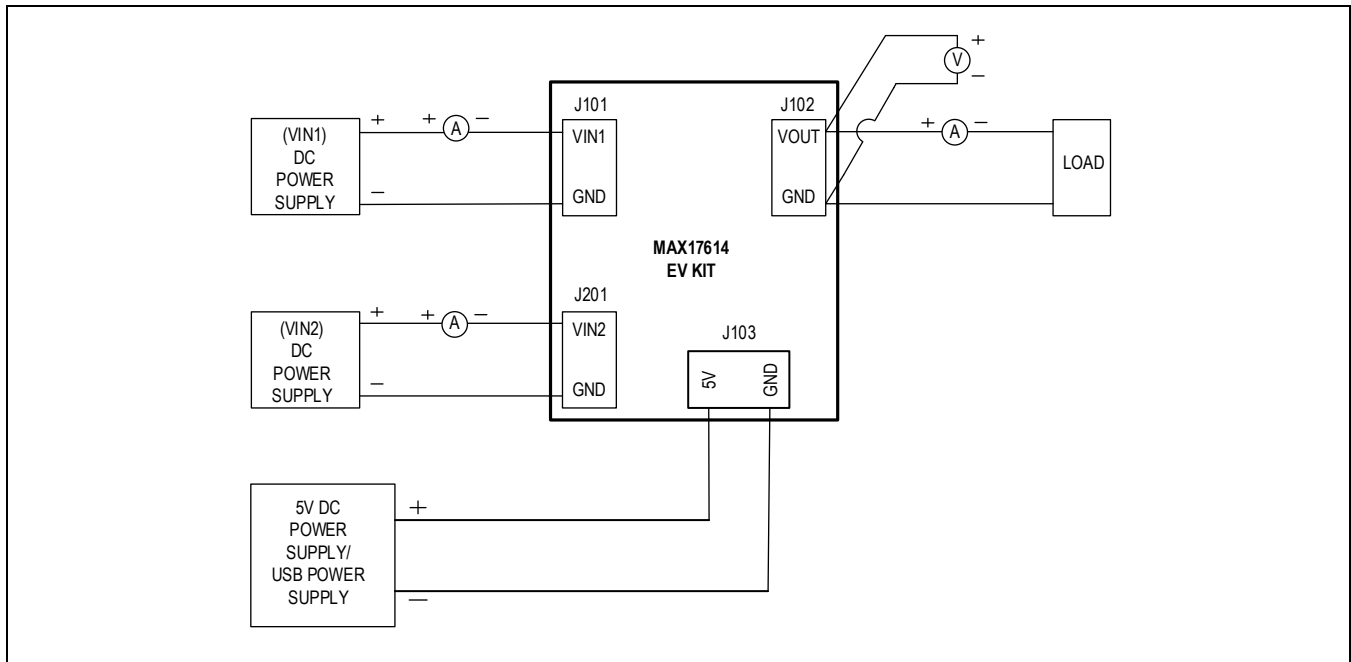 (VIN1)
DC
POWER
SUPPLY
+
−
+ A −
J101
VIN1
GND
(VIN2)
DC
POWER
SUPPLY
+
−
+ A −
J201
VIN2
GND
MAX17614
EV KIT
J102
VOUT
GND
+
V
−
+ A −
LOAD
J103
5V
GND
5V DC
POWER
SUPPLY/
USB POWER
SUPPLY
+
−